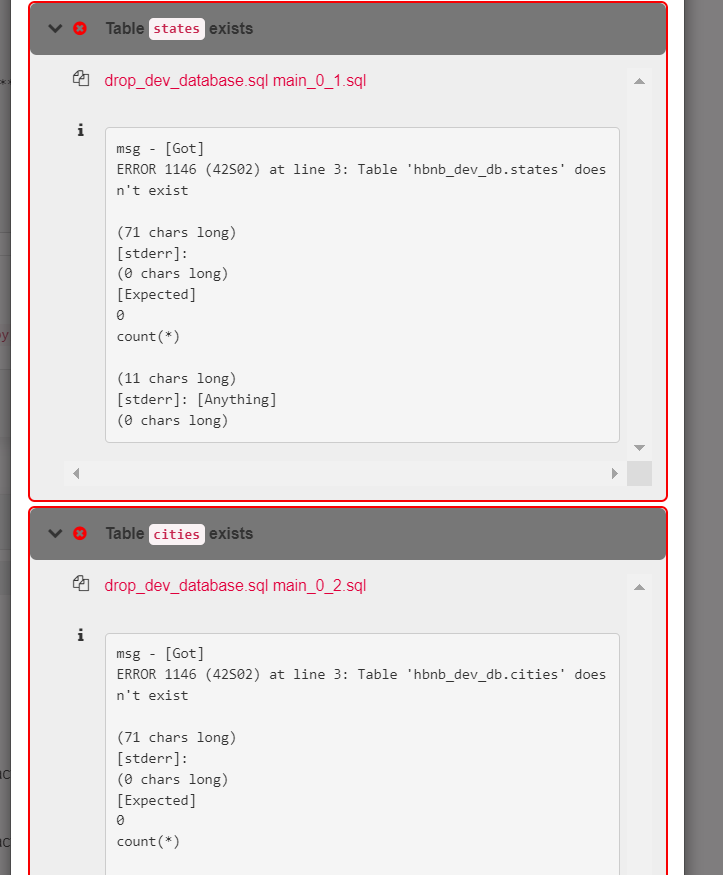 Table states exists
drop_dev_database.sql main_0_1.sql
msg - [Got]
ERROR 1146 (42S02) at line 3: Table 'hbnb_dev_db.states' does
n't exist
(71 chars long)
[stderr]:
(0 chars long)
[Expected]
0
count(*)
(11 chars long)
[stderr]: [Anything]
(0 chars long)
Table cities exists
drop_dev_database.sql main_0_2.sql
msg - [Got]
ERROR 1146 (42S02) at line 3: Table 'hbnb_dev_db.cities' does
n't exist
(71 chars long)
[stderr]:
(0 chars long)
[Expected]
0
count(*)